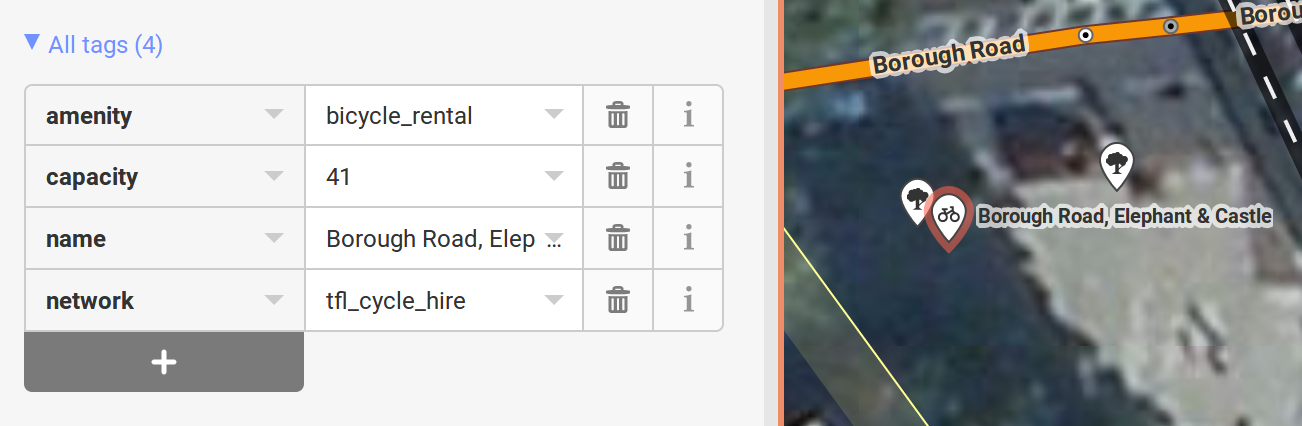 All tags (4)
amenity
bicycle_rental
capacity
41
name
Borough Road, Elep ...
network
tfl_cycle_hire
+
Borough Road
Borou
Borough Road, Elephant & Castle